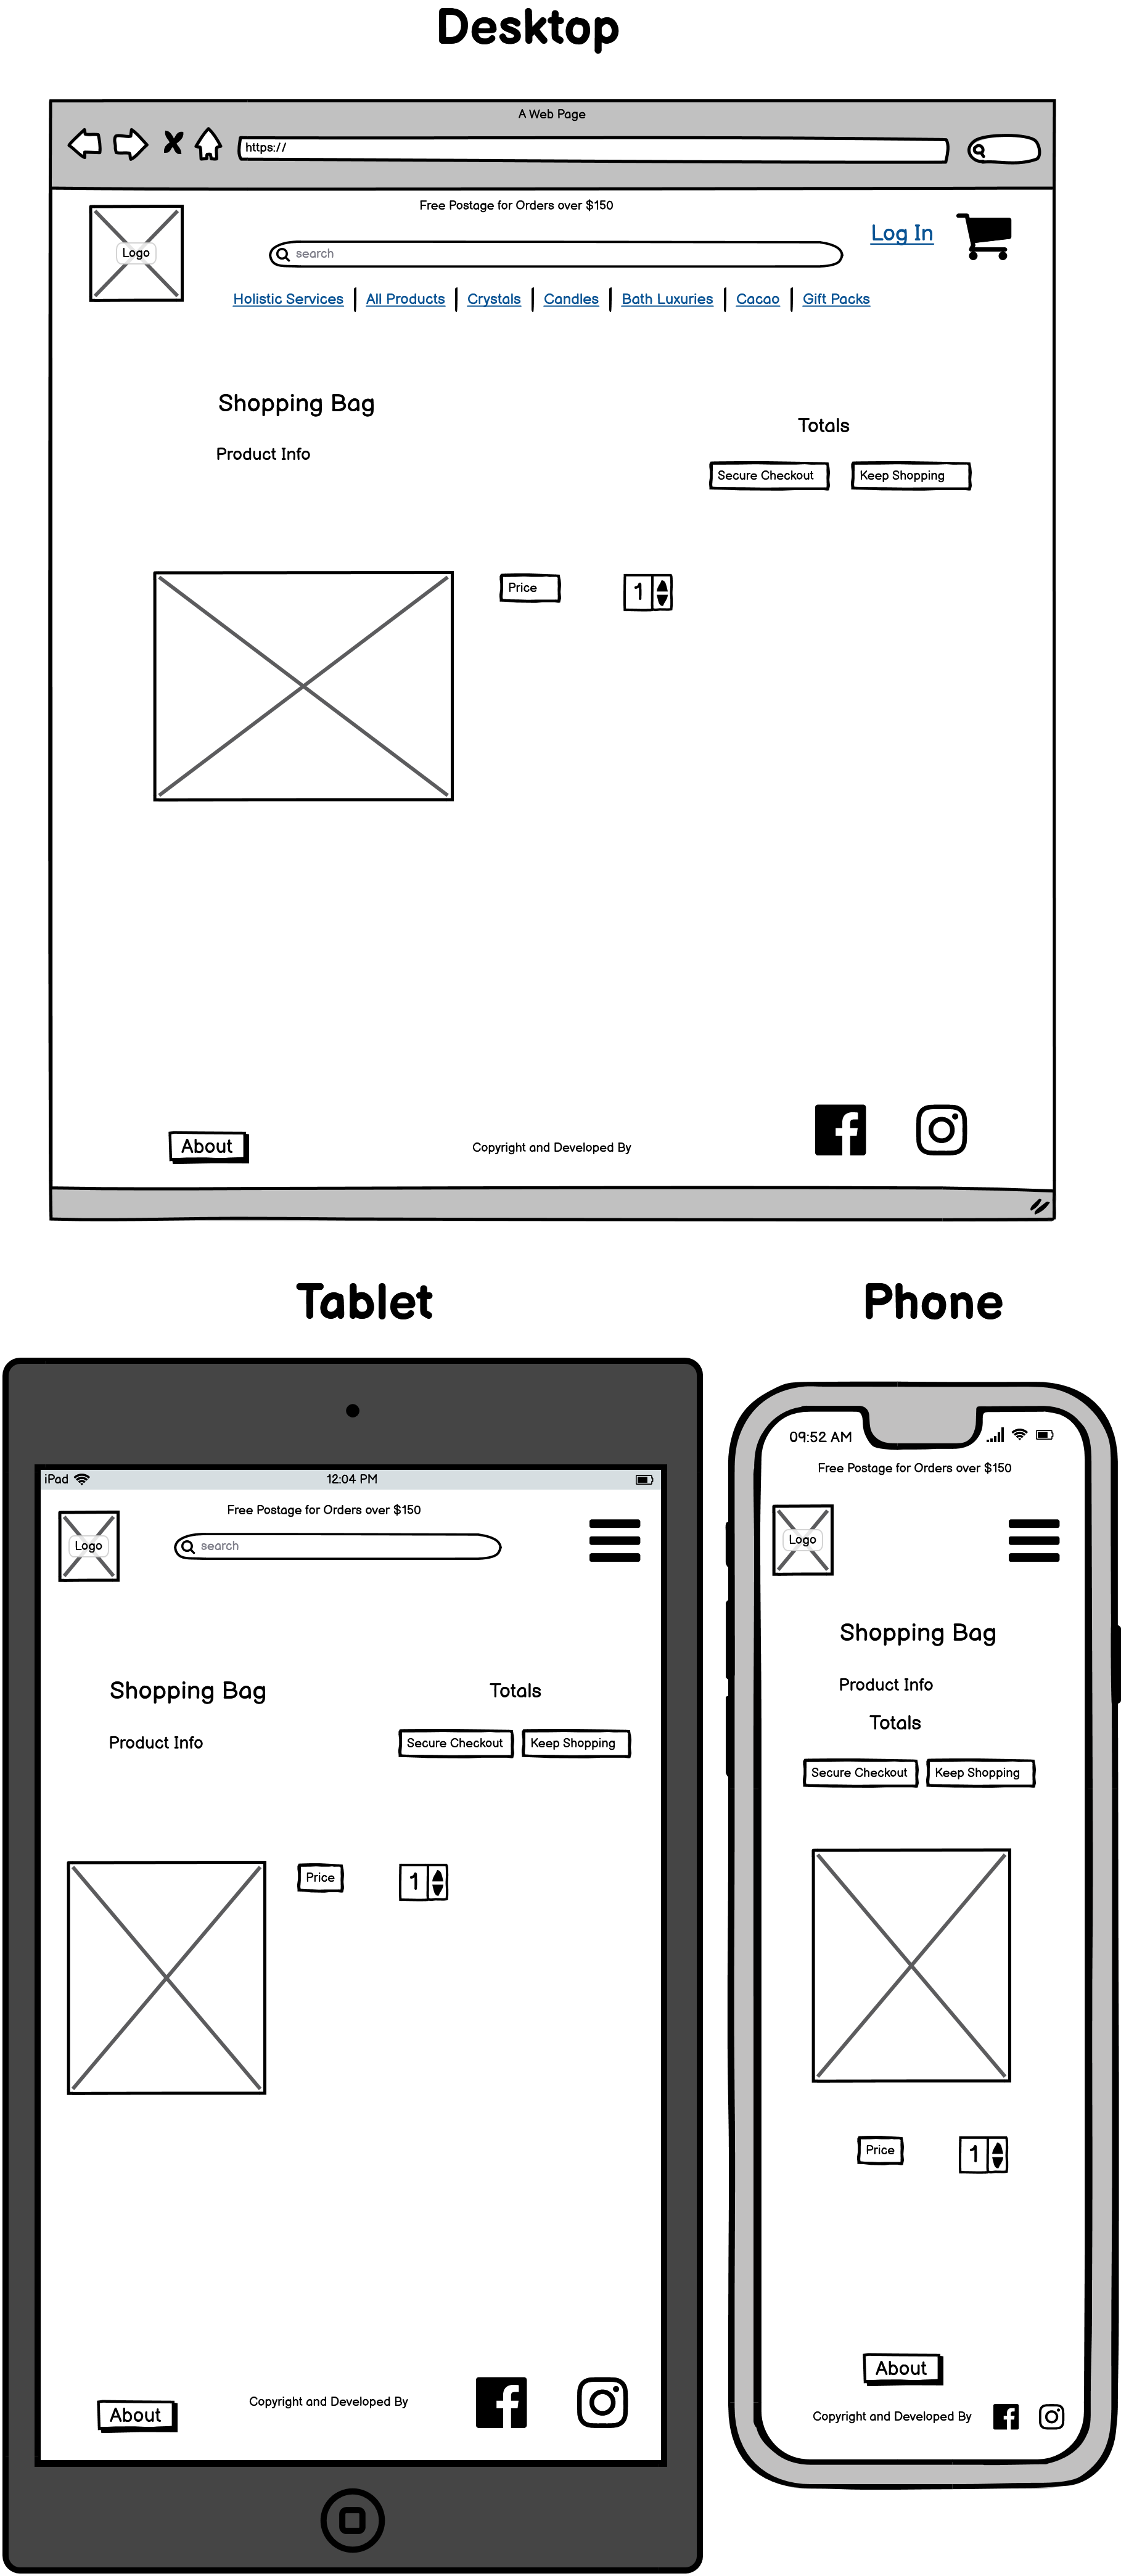 Desktop
A Web Page
https://
Free Postage for Orders over $150
Logo
search
Log In
Holistic Services | All Products | Crystals | Candles | Bath Luxuries | Cacao | Gift Packs
Shopping Bag
Totals
Product Info
Secure Checkout
Keep Shopping
Price
1
About
Copyright and Developed By
Tablet
iPad
12:04 PM
Free Postage for Orders over $150
Logo
search
Shopping Bag
Totals
Product Info
Secure Checkout
Keep Shopping
Price
1
About
Copyright and Developed By
Phone
09:52 AM
Free Postage for Orders over $150
Logo
Shopping Bag
Product Info
Totals
Secure Checkout
Keep Shopping
Price
1
About
Copyright and Developed By